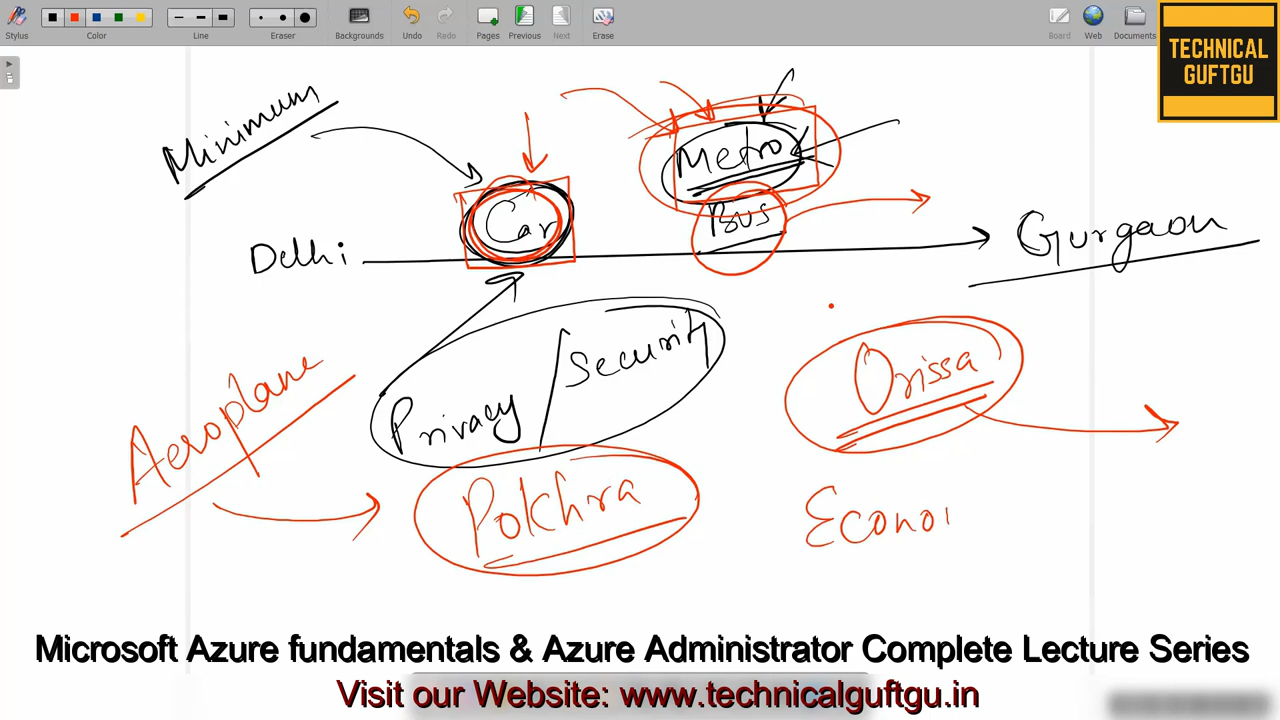 Stylus
Color
Line
Eraser
Backgrounds
Undo
Redo
Pages
Previous
Next
Erase
Board
Web
Documents
TECHNICAL
GUFTGU
Minimum
Metro
Car
Bus
Delhi
Gurgaon
Privacy / Security
Orissa
Aeroplane
Pokhra
Econo
Microsoft Azure fundamentals & Azure Administrator Complete Lecture Series
Visit our Website: www.technicalguftgu.in